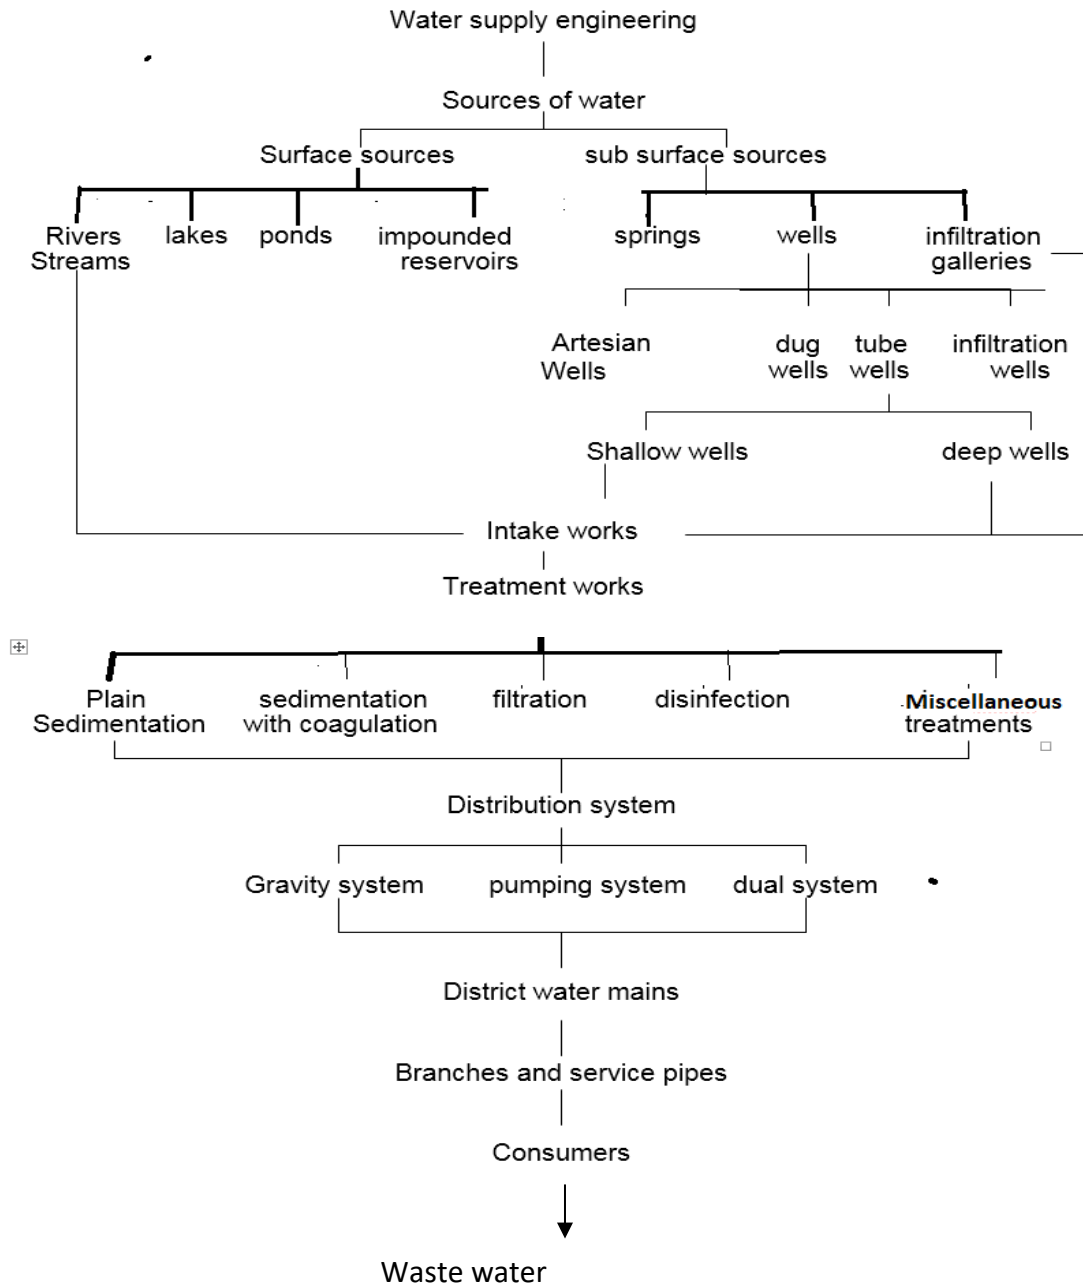 Water supply engineering
Sources of water
Surface sources
sub surface sources
Rivers
Streams
lakes
ponds
impounded
reservoirs
springs
wells
infiltration
galleries
Artesian
Wells
dug
wells
tube
wells
infiltration
wells
Shallow wells
deep wells
Intake works
Treatment works
Plain
Sedimentation
sedimentation
with coagulation
filtration
disinfection
Miscellaneous
treatments
Distribution system
Gravity system
pumping system
dual system
District water mains
Branches and service pipes
Consumers
Waste water